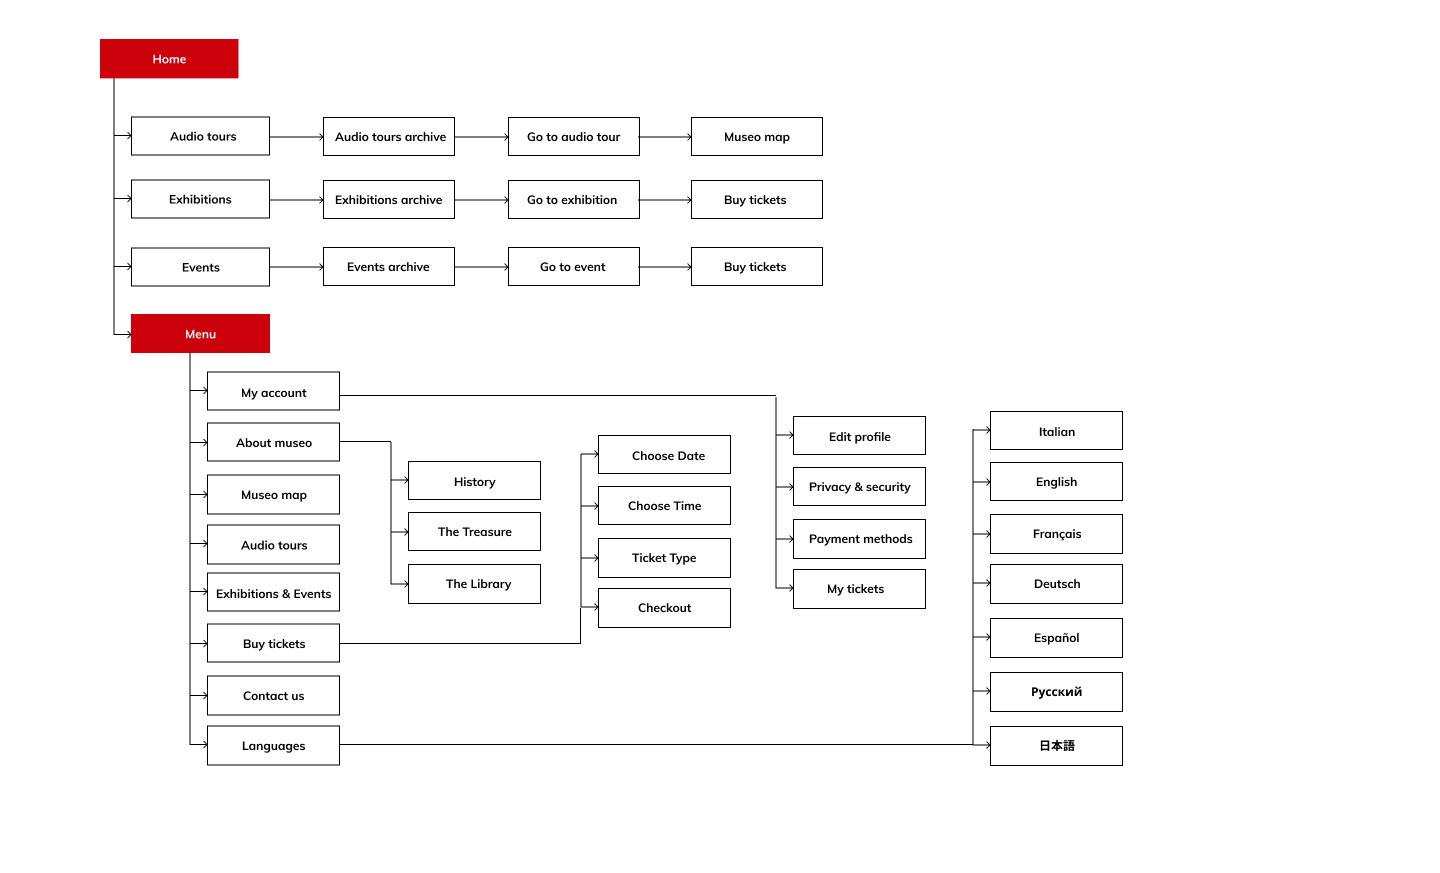 Home
Audio tours
Audio tours archive
Go to audio tour
Museo map
Exhibitions
Exhibitions archive
Go to exhibition
Buy tickets
Events
Events archive
Go to event
Buy tickets
Menu
My account
About museo
Museo map
Audio tours
Exhibitions & Events
Buy tickets
Contact us
Languages
History
The Treasure
The Library
Choose Date
Choose Time
Ticket Type
Checkout
Edit profile
Privacy & security
Payment methods
My tickets
Italian
English
Français
Deutsch
Español
Русский
日本語